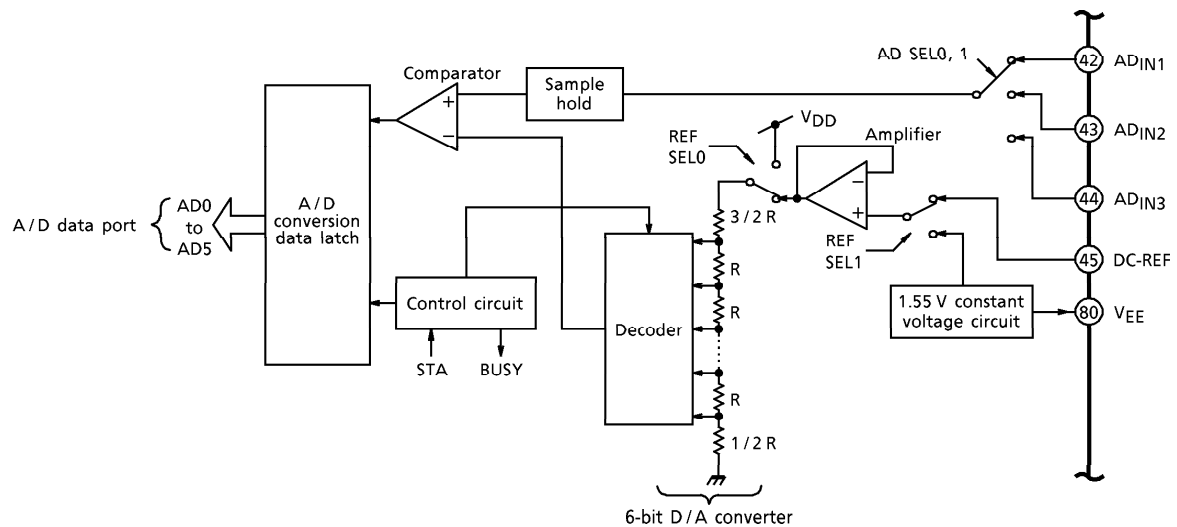 AD SEL0, 1
42 ADIN1
Comparator
+
−
Sample
hold
VDD
REF
SEL0
Amplifier
−
+
43 ADIN2
44 ADIN3
A/D data port
AD0
to
AD5
A/D
conversion
data latch
3/2 R
R
R
R
1/2 R
REF
SEL1
45 DC-REF
Control circuit
Decoder
1.55 V constant
voltage circuit
80 VEE
STA
BUSY
6-bit D/A converter